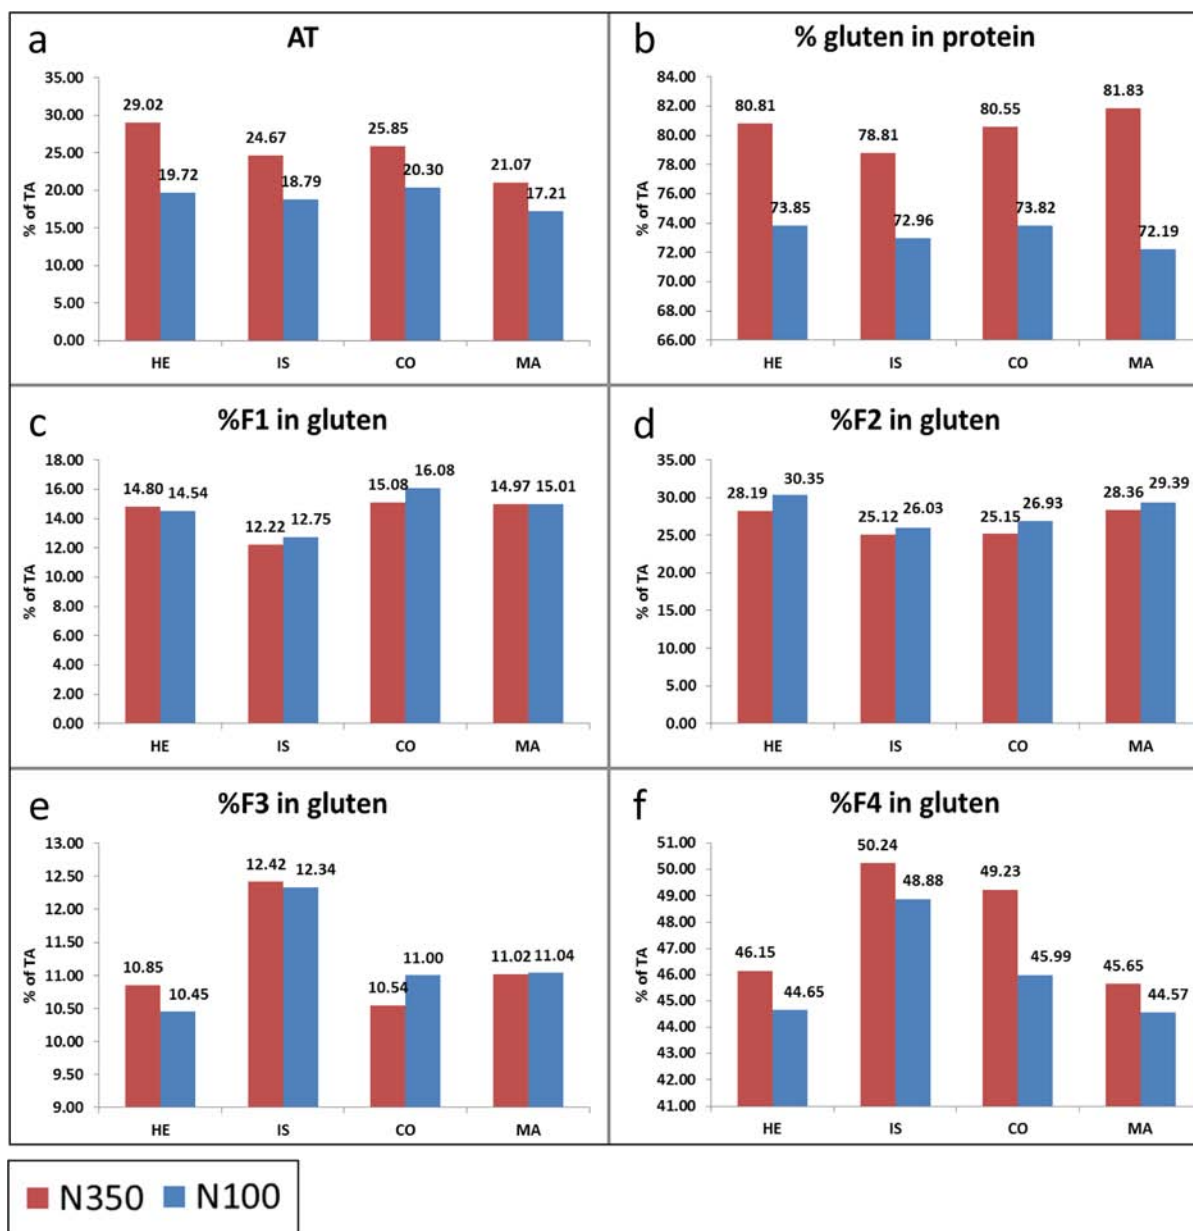 a AT
35.00
30.00
25.00
20.00
15.00
10.00
5.00
0.00
% of TA
29.02 19.72 24.67 18.79 25.85 20.30 21.07 17.21
HE IS CO MA
b % gluten in protein
84.00
82.00
80.00
78.00
76.00
74.00
72.00
70.00
68.00
66.00
% of TA
80.81 73.85 78.81 72.96 80.55 73.82 81.83 72.19
HE IS CO MA
c %F1 in gluten
18.00
16.00
14.00
12.00
10.00
8.00
6.00
4.00
2.00
0.00
% of TA
14.80 14.54 12.22 12.75 15.08 16.08 14.97 15.01
HE IS CO MA
d %F2 in gluten
35.00
30.00
25.00
20.00
15.00
10.00
5.00
0.00
% of TA
28.19 30.35 25.12 26.03 25.15 26.93 28.36 29.39
HE IS CO MA
e %F3 in gluten
13.00
12.50
12.00
11.50
11.00
10.50
10.00
9.50
9.00
% of TA
10.85 10.45 12.42 12.34 10.54 11.00 11.02 11.04
HE IS CO MA
f %F4 in gluten
51.00
50.00
49.00
48.00
47.00
46.00
45.00
44.00
43.00
42.00
41.00
% of TA
46.15 44.65 50.24 48.88 49.23 45.99 45.65 44.57
HE IS CO MA
N350 N100